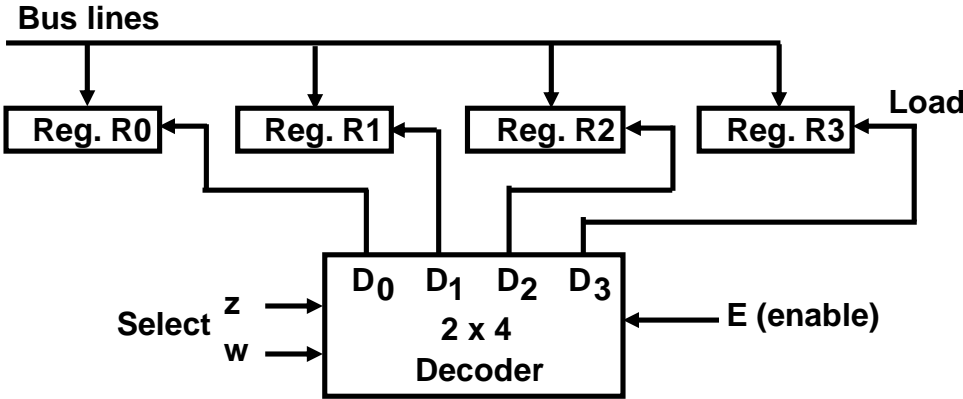 Bus lines
Load
Reg. R0 Reg. R1 Reg. R2 Reg. R3
D0 D1 D2 D3
z
Select
w
2 x 4
Decoder
E (enable)